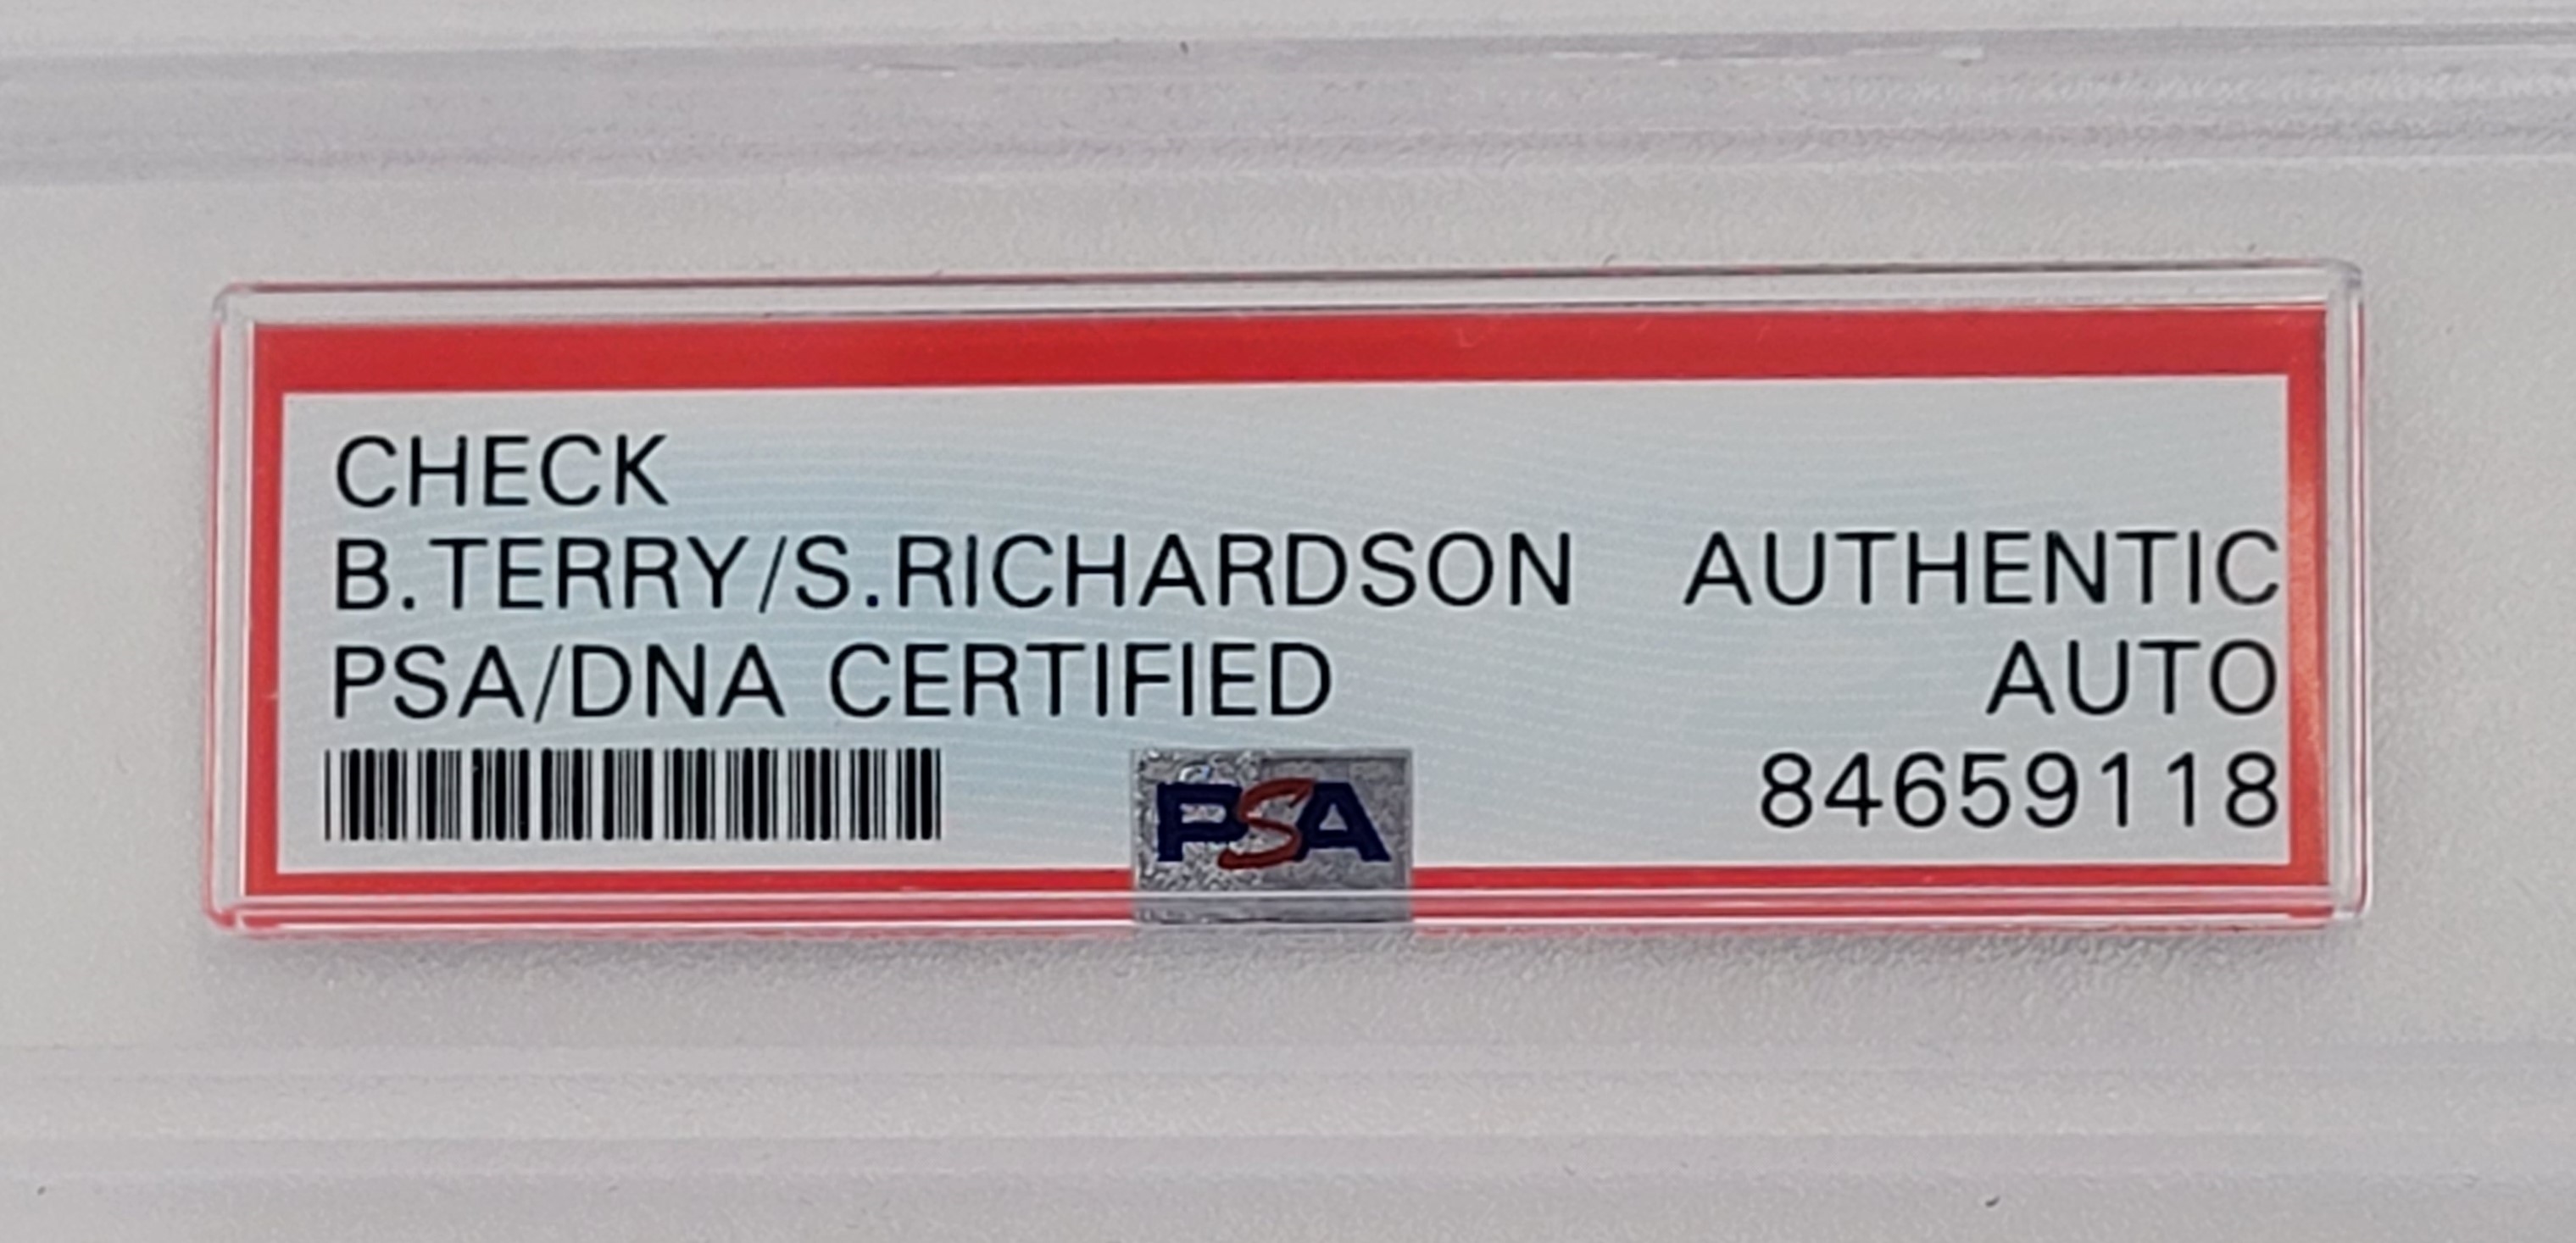 CHECK
B.TERRY/S.RICHARDSON AUTHENTIC
PSA/DNA CERTIFIED AUTO
84659118
PSA